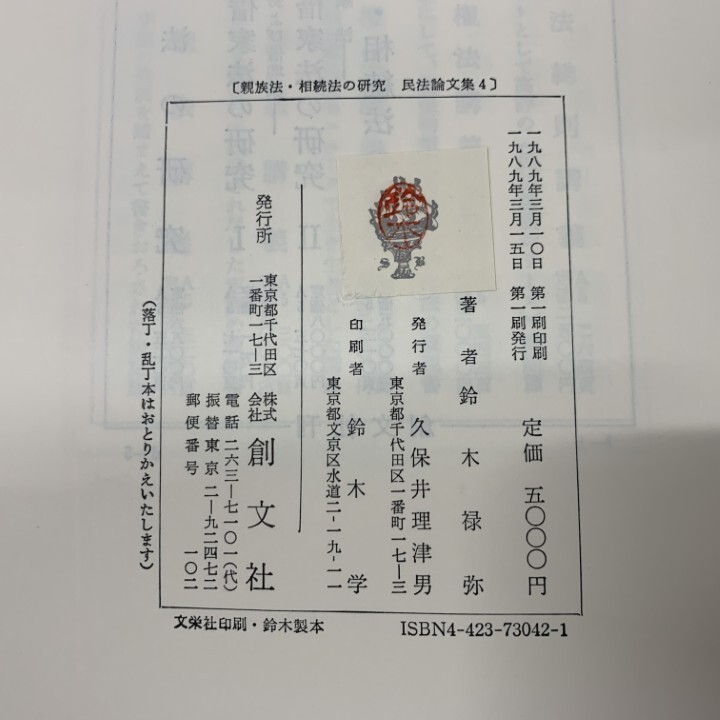 〔親族法・相続法の研究　民法論文集4〕
一九八九年三月一〇日　第一刷印刷
一九八九年三月一五日　第一刷発行
定価　五〇〇〇円
著者　鈴木禄弥
発行者　久保井理津男
東京都千代田区一番町一七―三
印刷者　鈴木学
東京都文京区水道二-一九-一一
発行所
東京都千代田区
一番町一七―三
株式会社　創文社
電話　二六三―七一〇一(代)
振替東京　二―九二四七二
郵便番号　一〇二
(落丁・乱丁本はおとりかえいたします)
文栄社印刷・鈴木製本
ISBN4-423-73042-1